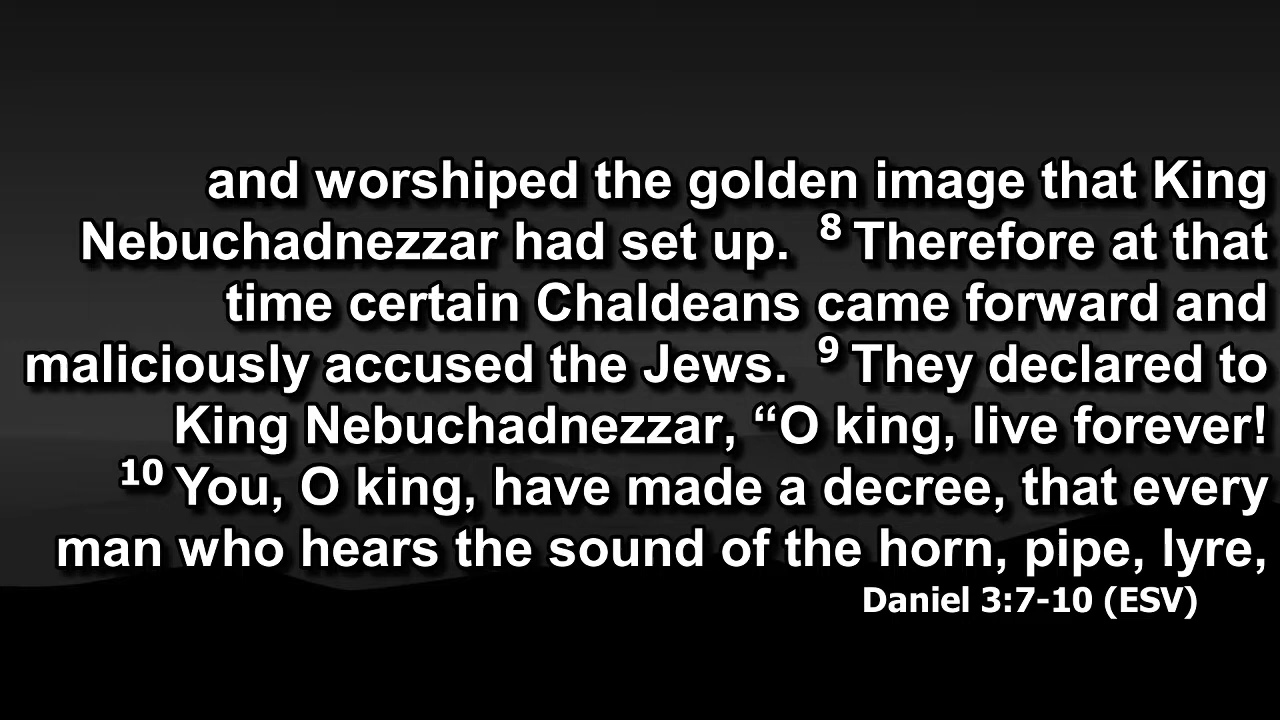 and worshiped the golden image that King
Nebuchadnezzar had set up. 8 Therefore at that
time certain Chaldeans came forward and
maliciously accused the Jews. 9 They declared to
King Nebuchadnezzar, “O king, live forever!
10 You, O king, have made a decree, that every
man who hears the sound of the horn, pipe, lyre,
Daniel 3:7-10 (ESV)